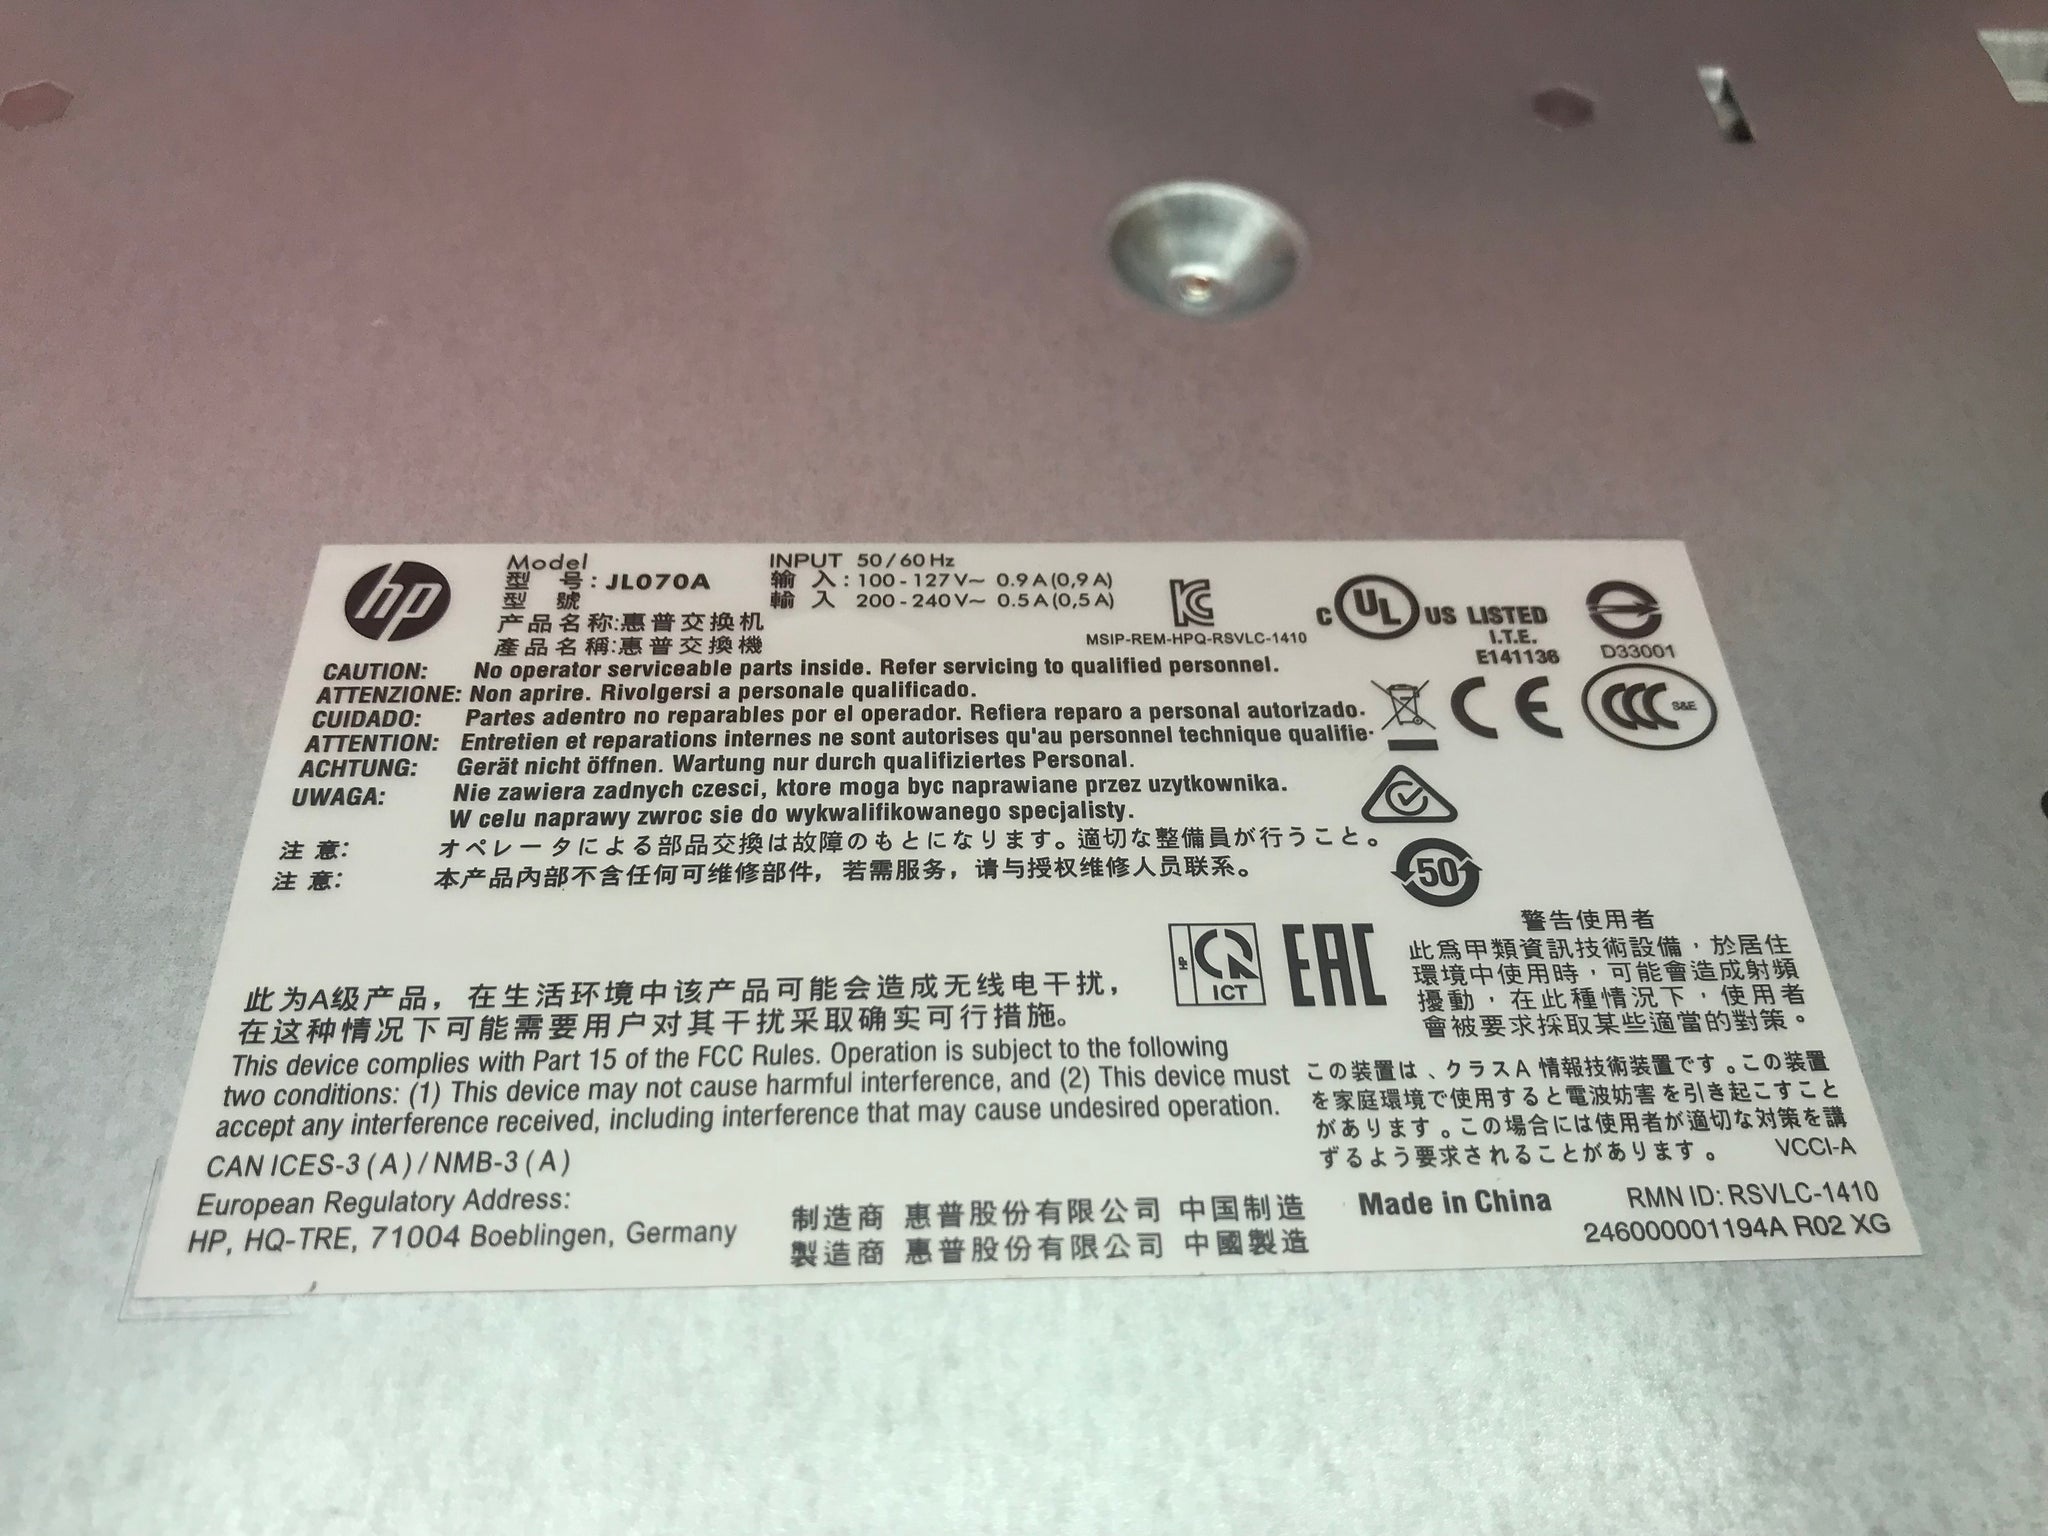 hp
Model
型 号: JL070A
型 號
产品名称:惠普交换机
產品名稱:惠普交換機
INPUT 50/60 Hz
输 入: 100-127V~ 0.9A(0,9A)
輸 入 200-240V~ 0.5A(0,5A)
MSIP-REM-HPQ-RSVLC-1410
C UL US LISTED
I.T.E.
E141136
D33001
CAUTION: No operator serviceable parts inside. Refer servicing to qualified personnel.
ATTENZIONE: Non aprire. Rivolgersi a personale qualificado.
CUIDADO: Partes adentro no reparables por el operador. Refiera reparo a personal autorizado.
ATTENTION: Entretien et reparations internes ne sont autorises qu'au personnel technique qualifie.
ACHTUNG: Gerät nicht öffnen. Wartung nur durch qualifiziertes Personal.
UWAGA: Nie zawiera zadnych czesci, ktore moga byc naprawiane przez uzytkownika.
W celu naprawy zwroc sie do wykwalifikowanego specjalisty.
注 意: オペレータによる部品交換は故障のもとになります。適切な整備員が行うこと。
注 意: 本产品内部不含任何可维修部件，若需服务，请与授权维修人员联系。
CE
CCC S&E
50
HP ICT
EAC
警告使用者
此為甲類資訊技術設備，於居住
環境中使用時，可能會造成射頻
擾動，在此種情況下，使用者
會被要求採取某些適當的對策。
此为A级产品，在生活环境中该产品可能会造成无线电干扰，
在这种情况下可能需要用户对其干扰采取确实可行措施。
This device complies with Part 15 of the FCC Rules. Operation is subject to the following
two conditions: (1) This device may not cause harmful interference, and (2) This device must
accept any interference received, including interference that may cause undesired operation.
この装置は、クラスA 情報技術装置です。この装置
を家庭環境で使用すると電波妨害を引き起こすこと
があります。この場合には使用者が適切な対策を講
ずるよう要求されることがあります。 VCCI-A
CAN ICES-3 (A) / NMB-3 (A)
European Regulatory Address:
HP, HQ-TRE, 71004 Boeblingen, Germany
制造商 惠普股份有限公司 中国制造
製造商 惠普股份有限公司 中國製造
Made in China
RMN ID: RSVLC-1410
246000001194A R02 XG